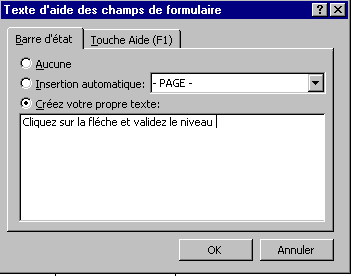 Texte d'aide des champs de formulaire
Barre d'état
Touche Aide (F1)
Aucune
Insertion automatique: - PAGE -
Créez votre propre texte:
Cliquez sur la fléche et validez le niveau
OK
Annuler